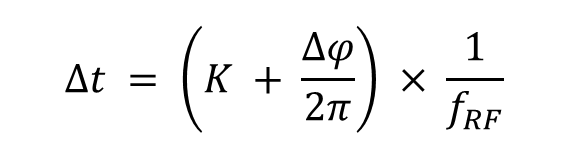 Δt = (K + Δφ/2π) × 1/f_RF